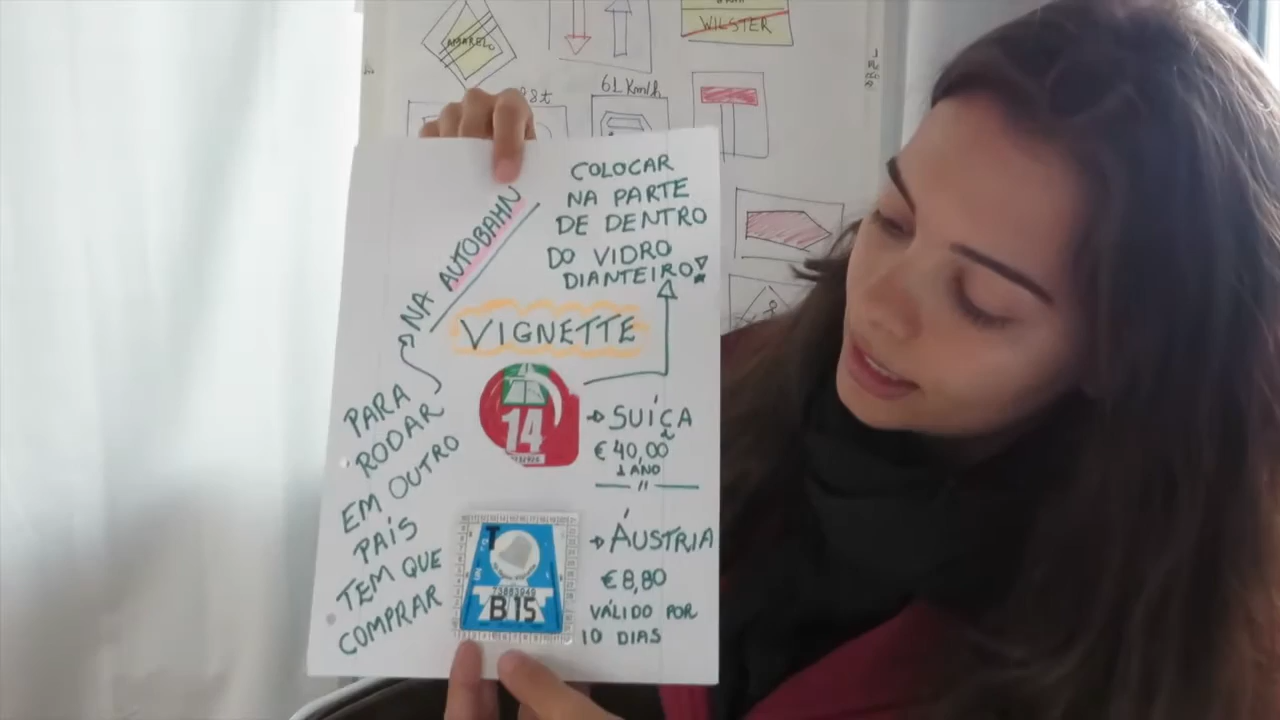 AMARELO
WILSTER
61 Km/h
COLOCAR
NA PARTE
DE DENTRO
DO VIDRO
DIANTEIRO!
NA AUTOBAHN
VIGNETTE
PARA
RODAR
EM OUTRO
PAÍS
TEM QUE
COMPRAR
14
→ SUÍÇA
€ 40,00
1 ANO
//
T
B15
→ ÁUSTRIA
€ 8,80
VÁLIDO POR
10 DIAS